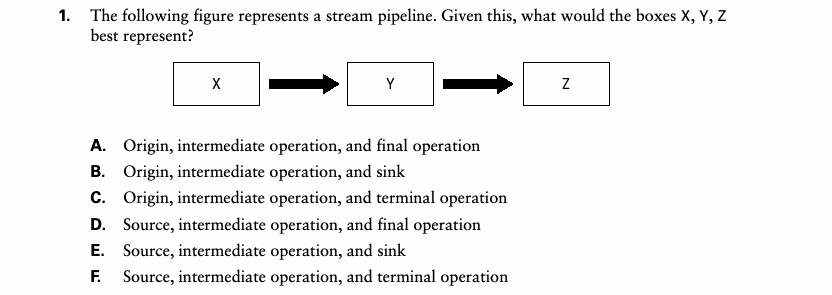 1. The following figure represents a stream pipeline. Given this, what would the boxes X, Y, Z
best represent?
X Y Z
A. Origin, intermediate operation, and final operation
B. Origin, intermediate operation, and sink
C. Origin, intermediate operation, and terminal operation
D. Source, intermediate operation, and final operation
E. Source, intermediate operation, and sink
F. Source, intermediate operation, and terminal operation